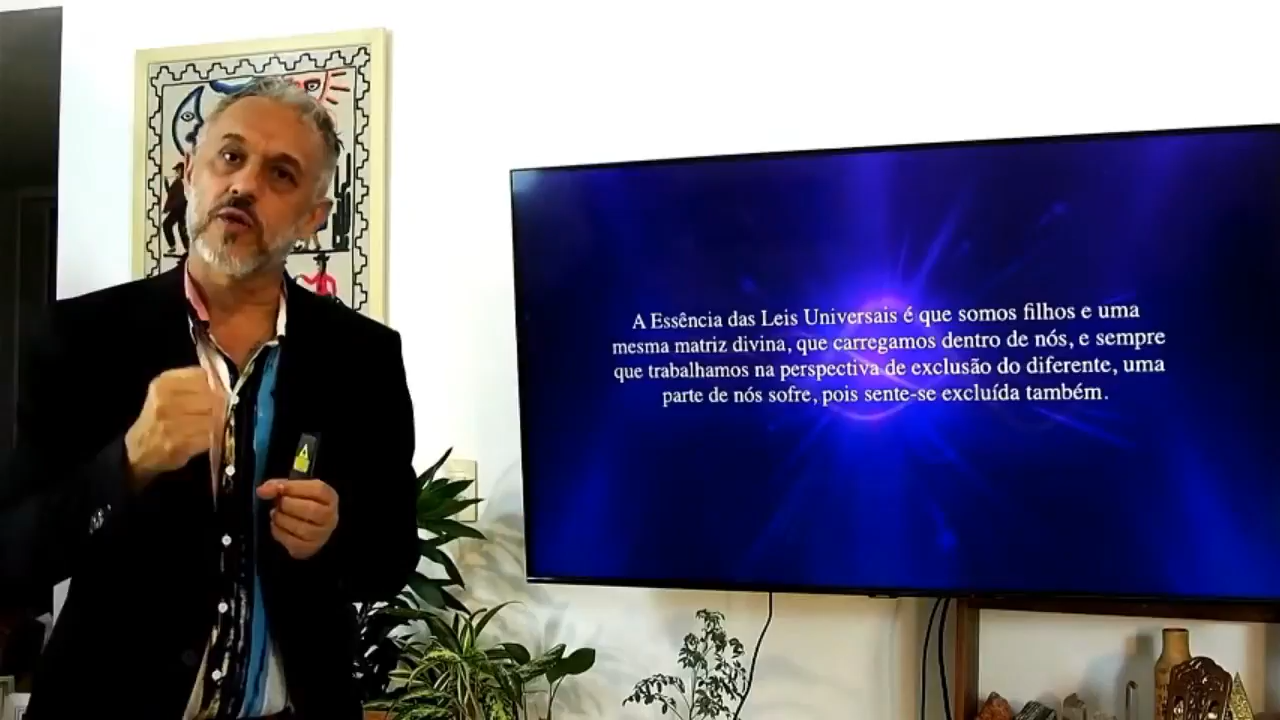 A Essência das Leis Universais é que somos filhos e uma
mesma matriz divina, que carregamos dentro de nós, e sempre
que trabalhamos na perspectiva de exclusão do diferente, uma
parte de nós sofre, pois sente-se excluída também.